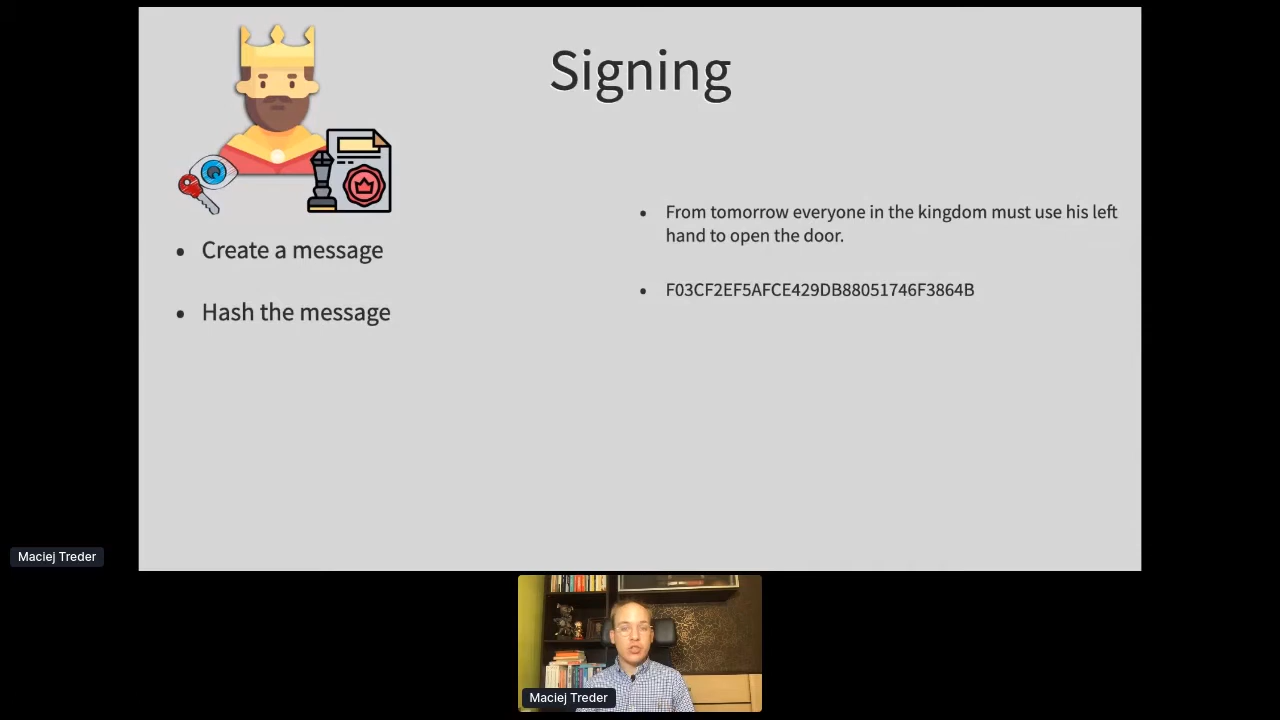 Signing
Create a message
Hash the message
From tomorrow everyone in the kingdom must use his left
hand to open the door.
F03CF2EF5AFCE429DB88051746F3864B
Maciej Treder
Maciej Treder